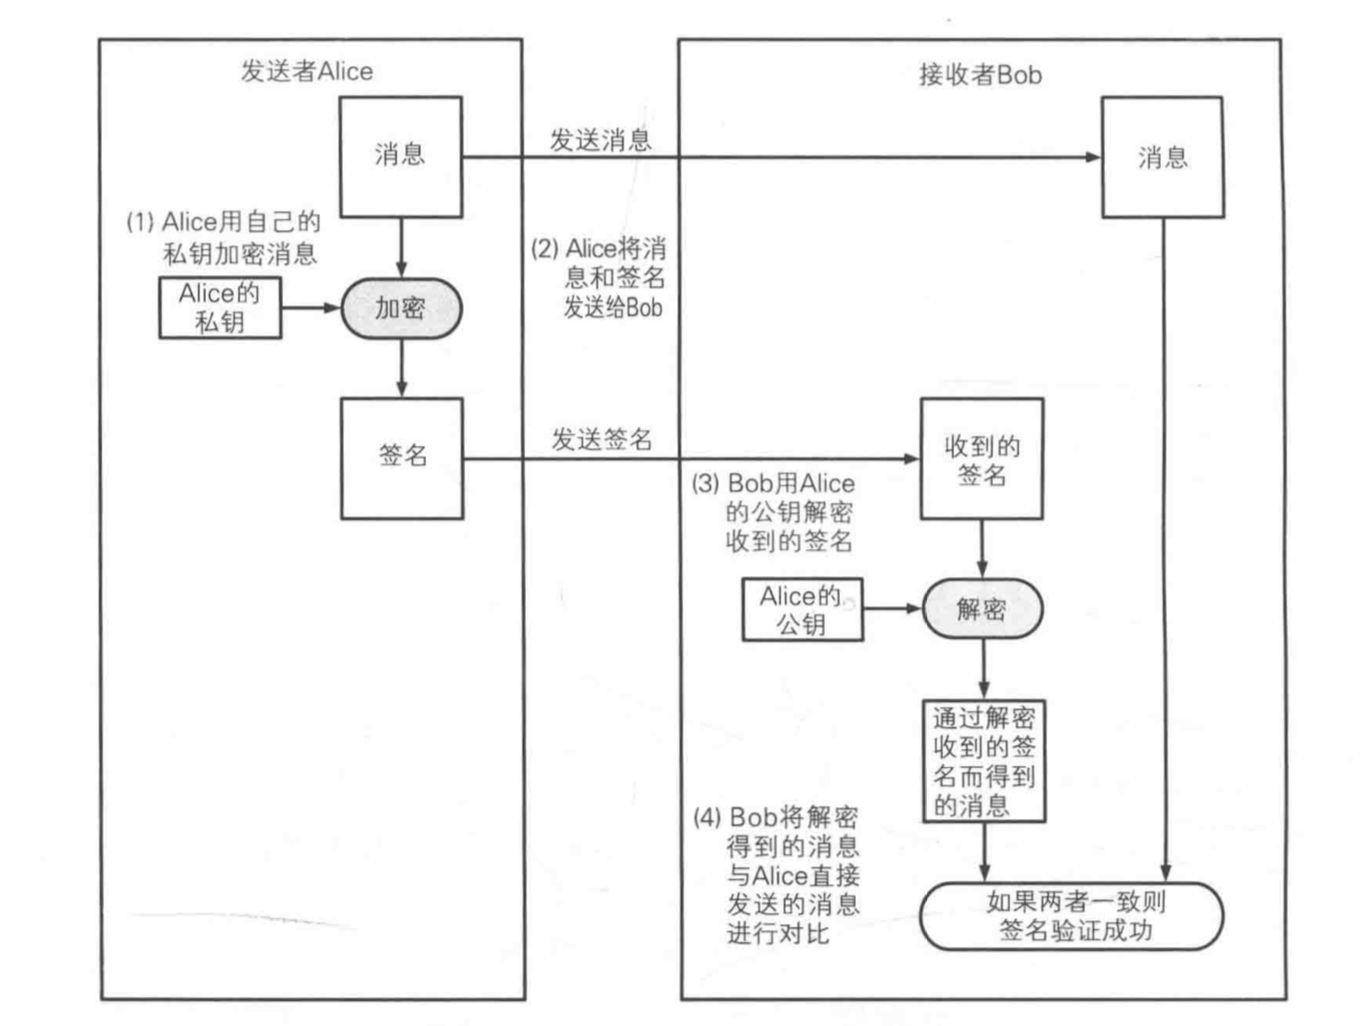 发送者Alice
接收者Bob
消息
发送消息
消息
(1) Alice用自己的
私钥加密消息
(2) Alice将消
息和签名
发送给Bob
Alice的
私钥
加密
签名
发送签名
收到的
签名
(3) Bob用Alice
的公钥解密
收到的签名
Alice的
公钥
解密
通过解密
收到的签
名而得到
的消息
(4) Bob将解密
得到的消息
与Alice直接
发送的消息
进行对比
如果两者一致则
签名验证成功